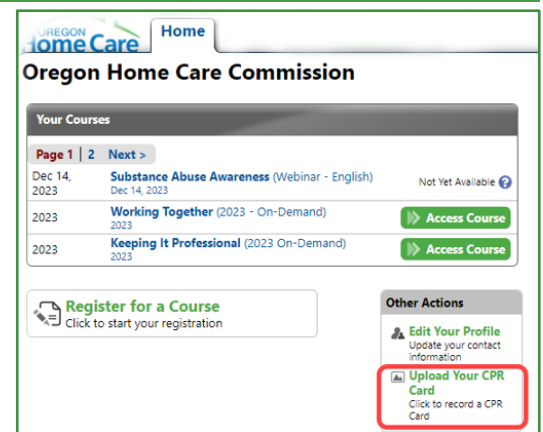 OREGON
Home Care
Home
Oregon Home Care Commission
Your Courses
Page 1 | 2 Next >
Dec 14, 2023 Substance Abuse Awareness (Webinar - English) Not Yet Available ?
Dec 14, 2023
2023 Working Together (2023 - On-Demand) Access Course
2023
2023 Keeping It Professional (2023 On-Demand) Access Course
2023
Register for a Course
Click to start your registration
Other Actions
Edit Your Profile
Update your contact
information
Upload Your CPR
Card
Click to record a CPR
Card